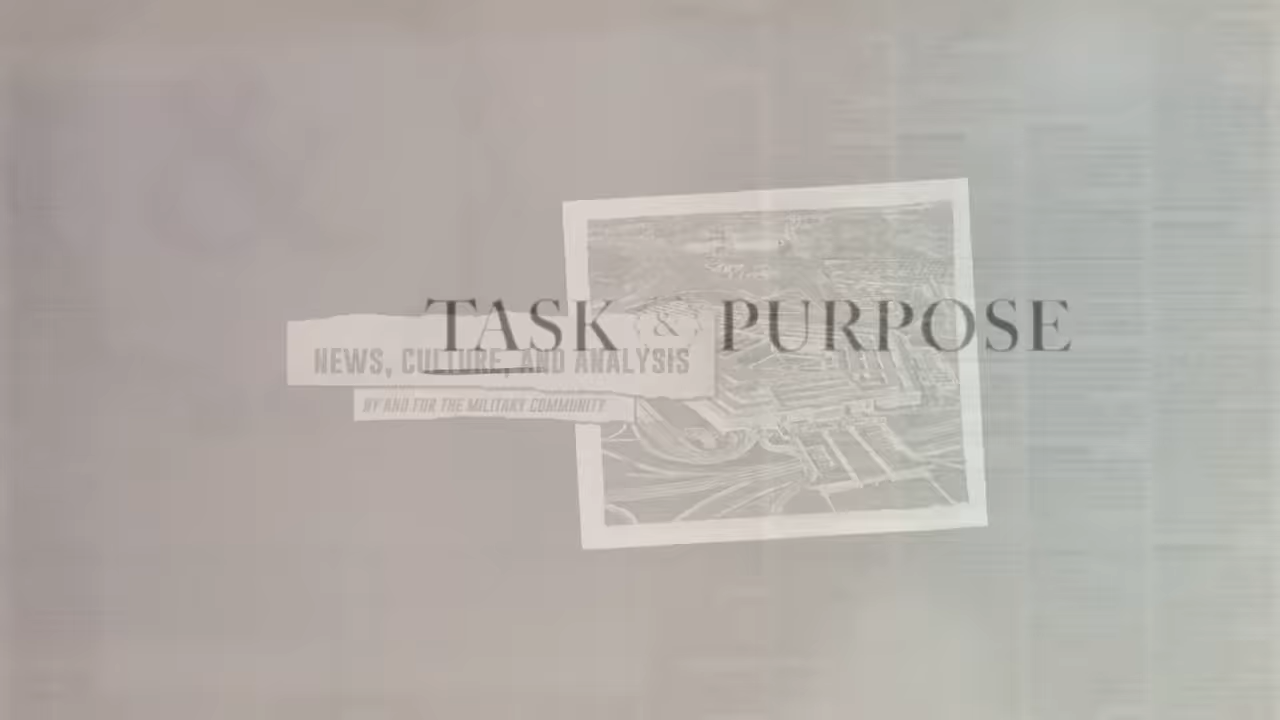 TASK & PURPOSE
NEWS, CULTURE, AND ANALYSIS
BY AND FOR THE MILITARY COMMUNITY